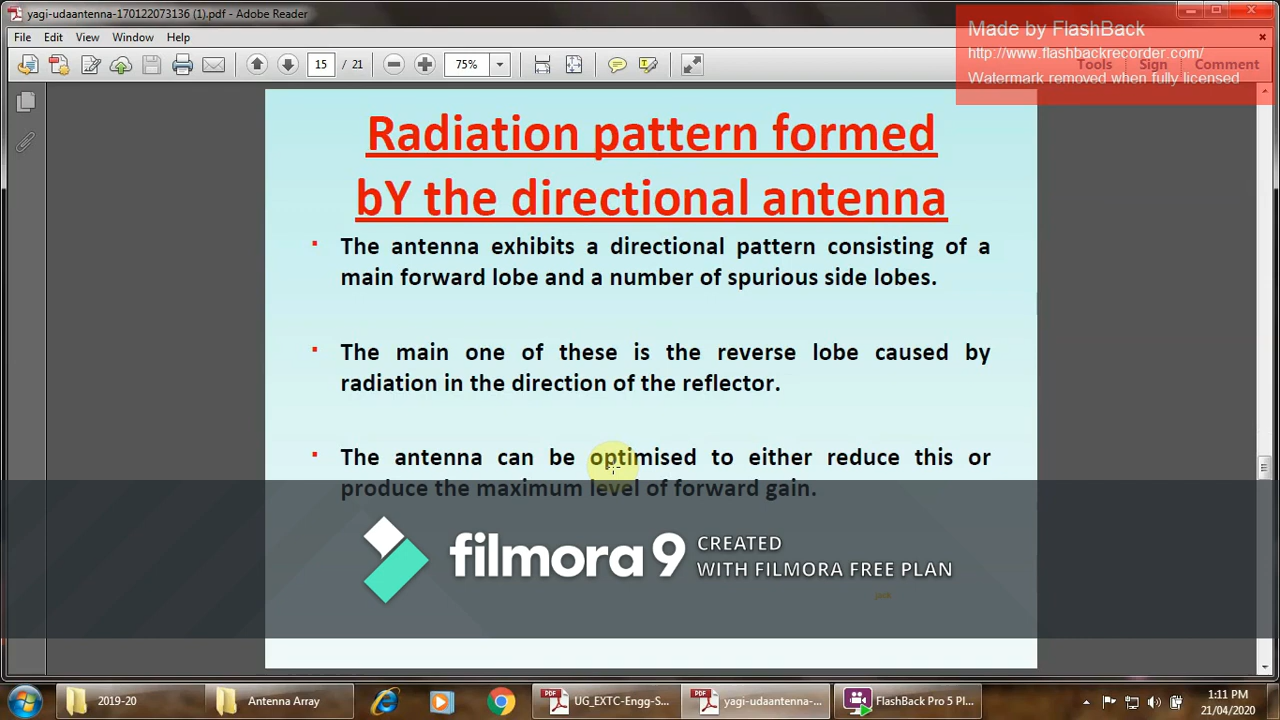 yagi-udaantenna-170122073136 (1).pdf - Adobe Reader
Made by FlashBack
http://www.flashbackrecorder.com/
Watermark removed when fully licensed
File Edit View Window Help
15 / 21 75% Tools Sign Comment
Radiation pattern formed
bY the directional antenna
The antenna exhibits a directional pattern consisting of a
main forward lobe and a number of spurious side lobes.
The main one of these is the reverse lobe caused by
radiation in the direction of the reflector.
The antenna can be optimised to either reduce this or
produce the maximum level of forward gain.
filmora 9 CREATED
WITH FILMORA FREE PLAN
2019-20 Antenna Array UG_EXTC-Engg-S... yagi-udaantenna-... FlashBack Pro 5 Pl... 1:11 PM
21/04/2020